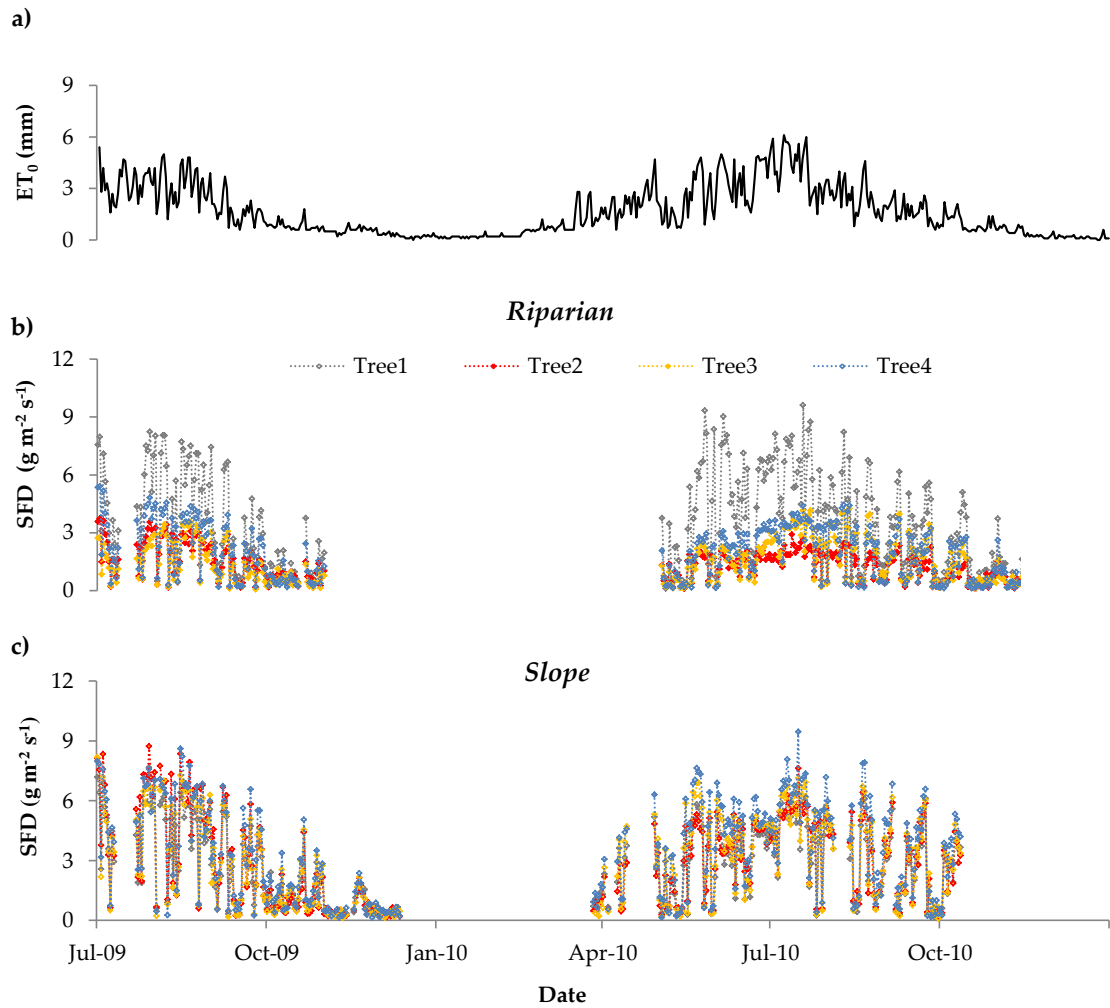 a)
9
6
3
0
ET₀ (mm)
Riparian
b)
12
9
6
3
0
SFD (g m⁻² s⁻¹)
Tree1 Tree2 Tree3 Tree4
c)
Slope
12
9
6
3
0
SFD (g m⁻² s⁻¹)
Jul-09 Oct-09 Jan-10 Apr-10 Jul-10 Oct-10
Date